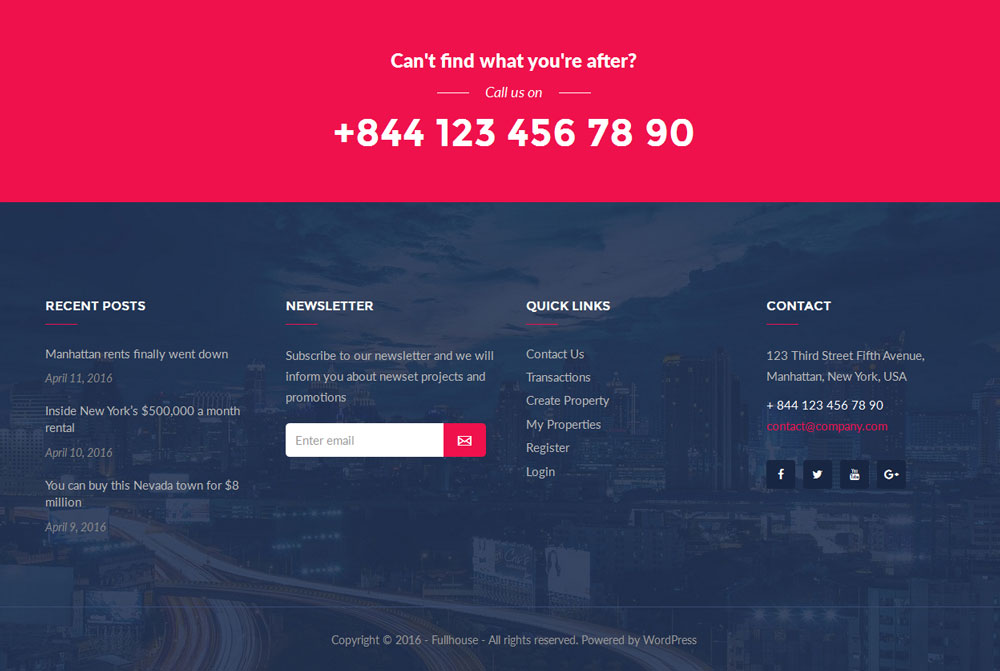 Can't find what you're after?
Call us on
+844 123 456 78 90
RECENT POSTS
Manhattan rents finally went down
April 11, 2016
Inside New York's $500,000 a month
rental
April 10, 2016
You can buy this Nevada town for $8
million
April 9, 2016
NEWSLETTER
Subscribe to our newsletter and we will
inform you about newset projects and
promotions
Enter email
QUICK LINKS
Contact Us
Transactions
Create Property
My Properties
Register
Login
CONTACT
123 Third Street Fifth Avenue,
Manhattan, New York, USA
+ 844 123 456 78 90
contact@company.com
Copyright © 2016 - Fullhouse - All rights reserved. Powered by WordPress